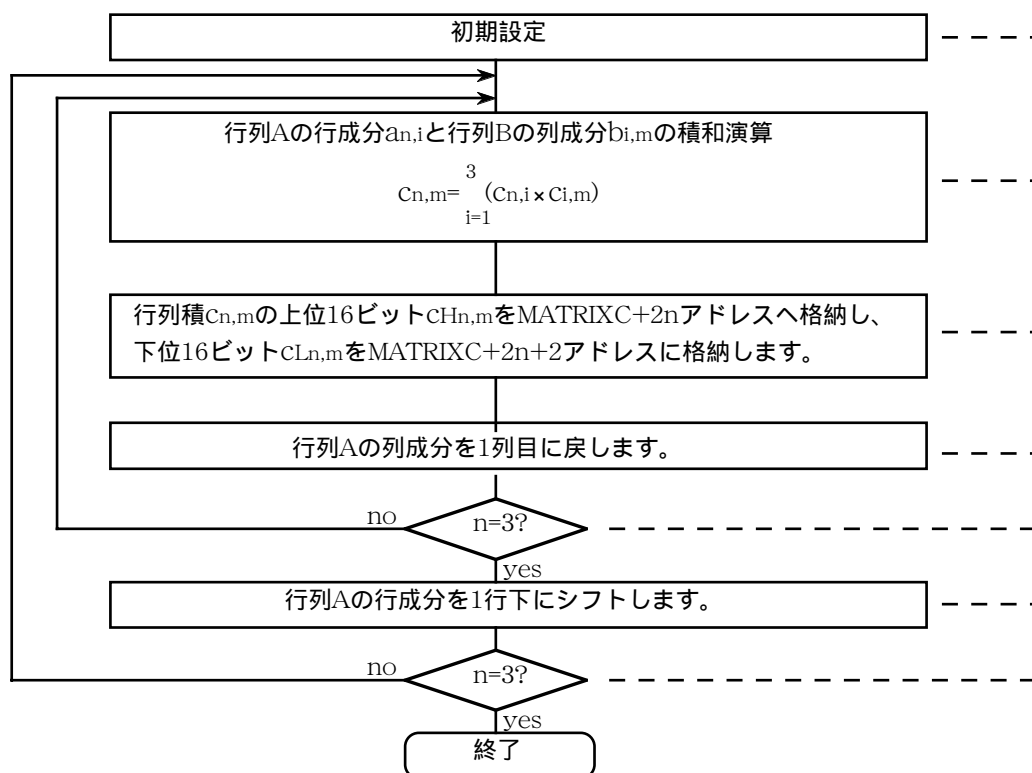 初期設定
行列Aの行成分an,iと行列Bの列成分bi,mの積和演算
3
cn,m= (cn,i×ci,m)
i=1
行列積cn,mの上位16ビットcHn,mをMATRIXC+2nアドレスへ格納し、
下位16ビットcLn,mをMATRIXC+2n+2アドレスに格納します。
行列Aの列成分を1列目に戻します。
no
n=3?
yes
行列Aの行成分を1行下にシフトします。
no
n=3?
yes
終了